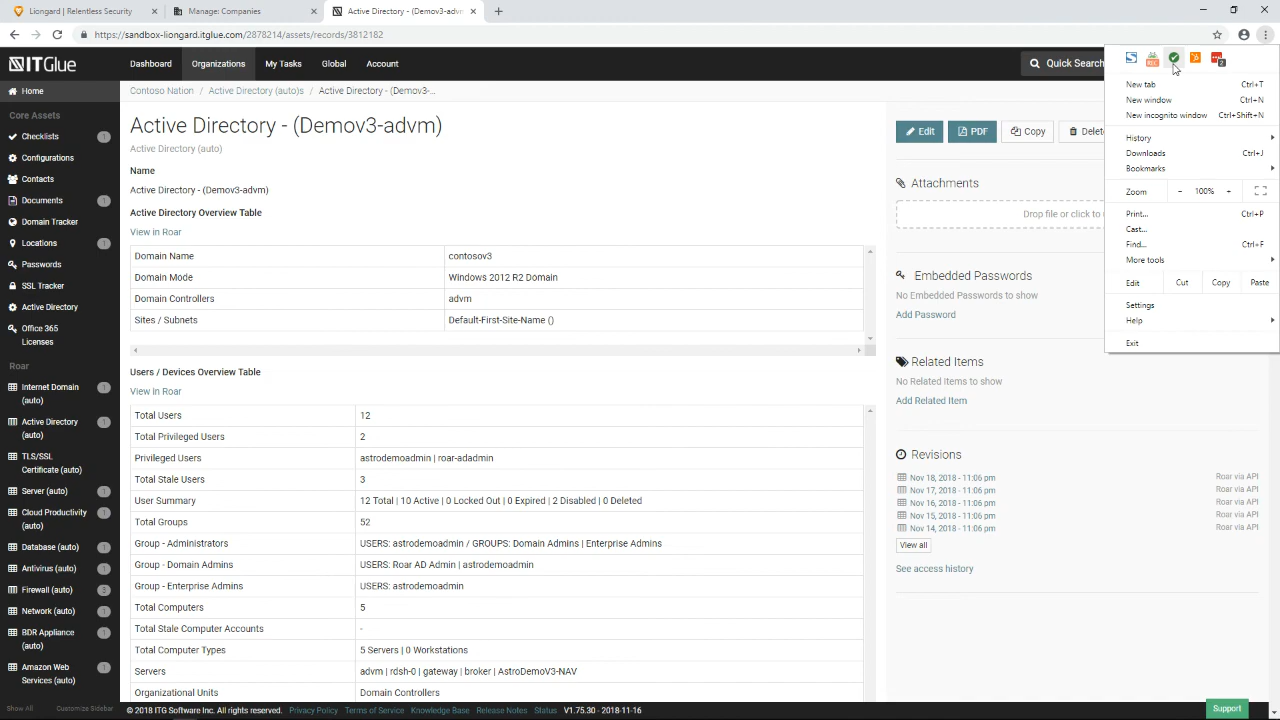 Liongard | Relentless Security
Manage: Companies
Active Directory - (Demov3-advm)
https://sandbox-liongard.itglue.com/2878214/assets/records/3812182
ITGlue
Dashboard
Organizations
My Tasks
Global
Account
Quick Search
Home
Contoso Nation / Active Directory (auto)s / Active Directory - (Demov3-...
Core Assets
Checklists 1
Configurations
Contacts
Documents 1
Domain Tracker
Locations 1
Passwords
SSL Tracker
Active Directory
Office 365
Licenses
Roar
Internet Domain
(auto) 1
Active Directory
(auto) 1
TLS/SSL
Certificate (auto)
Server (auto) 1
Cloud Productivity
(auto) 1
Database (auto) 1
Antivirus (auto) 1
Firewall (auto) 3
Network (auto) 1
BDR Appliance
(auto) 1
Amazon Web
Services (auto) 1
Show All
Customize Sidebar
Active Directory - (Demov3-advm)
Active Directory (auto)
Name
Active Directory - (Demov3-advm)
Active Directory Overview Table
View in Roar
Domain Name contosov3
Domain Mode Windows 2012 R2 Domain
Domain Controllers advm
Sites / Subnets Default-First-Site-Name ()
Users / Devices Overview Table
View in Roar
Total Users 12
Total Privileged Users 2
Privileged Users astrodemoadmin | roar-adadmin
Total Stale Users 3
User Summary 12 Total | 10 Active | 0 Locked Out | 0 Expired | 2 Disabled | 0 Deleted
Total Groups 52
Group - Administrators USERS: astrodemoadmin / GROUPS: Domain Admins | Enterprise Admins
Group - Domain Admins USERS: Roar AD Admin | astrodemoadmin
Group - Enterprise Admins USERS: astrodemoadmin
Total Computers 5
Total Stale Computer Accounts -
Total Computer Types 5 Servers | 0 Workstations
Servers advm | rdsh-0 | gateway | broker | AstroDemoV3-NAV
Organizational Units Domain Controllers
Edit
PDF
Copy
Delete
Attachments
Drop file or click to
Embedded Passwords
No Embedded Passwords to show
Add Password
Related Items
No Related Items to show
Add Related Item
Revisions
Nov 18, 2018 - 11:06 pm Roar via API
Nov 17, 2018 - 11:06 pm Roar via API
Nov 16, 2018 - 11:06 pm Roar via API
Nov 15, 2018 - 11:06 pm Roar via API
Nov 14, 2018 - 11:06 pm Roar via API
View all
See access history
REC
2
New tab Ctrl+T
New window Ctrl+N
New incognito window Ctrl+Shift+N
History
Downloads Ctrl+J
Bookmarks
Zoom - 100% +
Print... Ctrl+P
Cast...
Find... Ctrl+F
More tools
Edit Cut Copy Paste
Settings
Help
Exit
© 2018 ITG Software Inc. All rights reserved. Privacy Policy Terms of Service Knowledge Base Release Notes Status V1.75.30 - 2018-11-16
Support